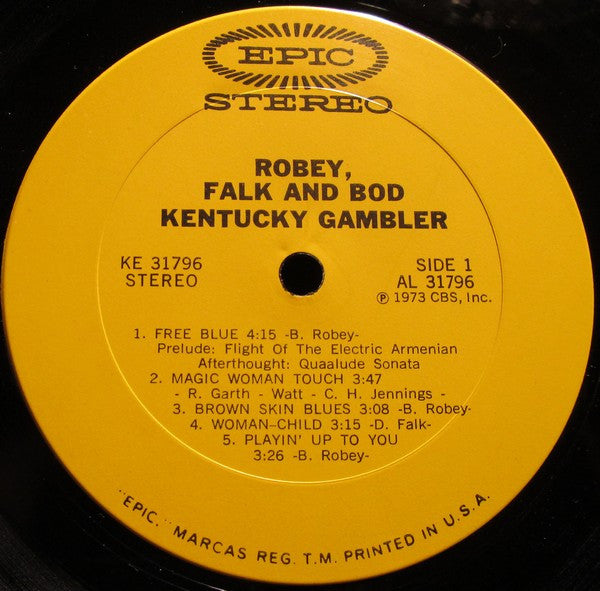 EPIC
STEREO
ROBEY,
FALK AND BOD
KENTUCKY GAMBLER
KE 31796
STEREO
SIDE 1
AL 31796
Ⓟ 1973 CBS, Inc.
1. FREE BLUE 4:15 -B. Robey-
Prelude: Flight Of The Electric Armenian
Afterthought: Quaalude Sonata
2. MAGIC WOMAN TOUCH 3:47
- R. Garth - Watt - C. H. Jennings -
3. BROWN SKIN BLUES 3:08 -B. Robey-
4. WOMAN-CHILD 3:15 -D. Falk-
5. PLAYIN' UP TO YOU
3:26 -B. Robey-
"EPIC," MARCAS REG. T.M. PRINTED IN U.S.A.